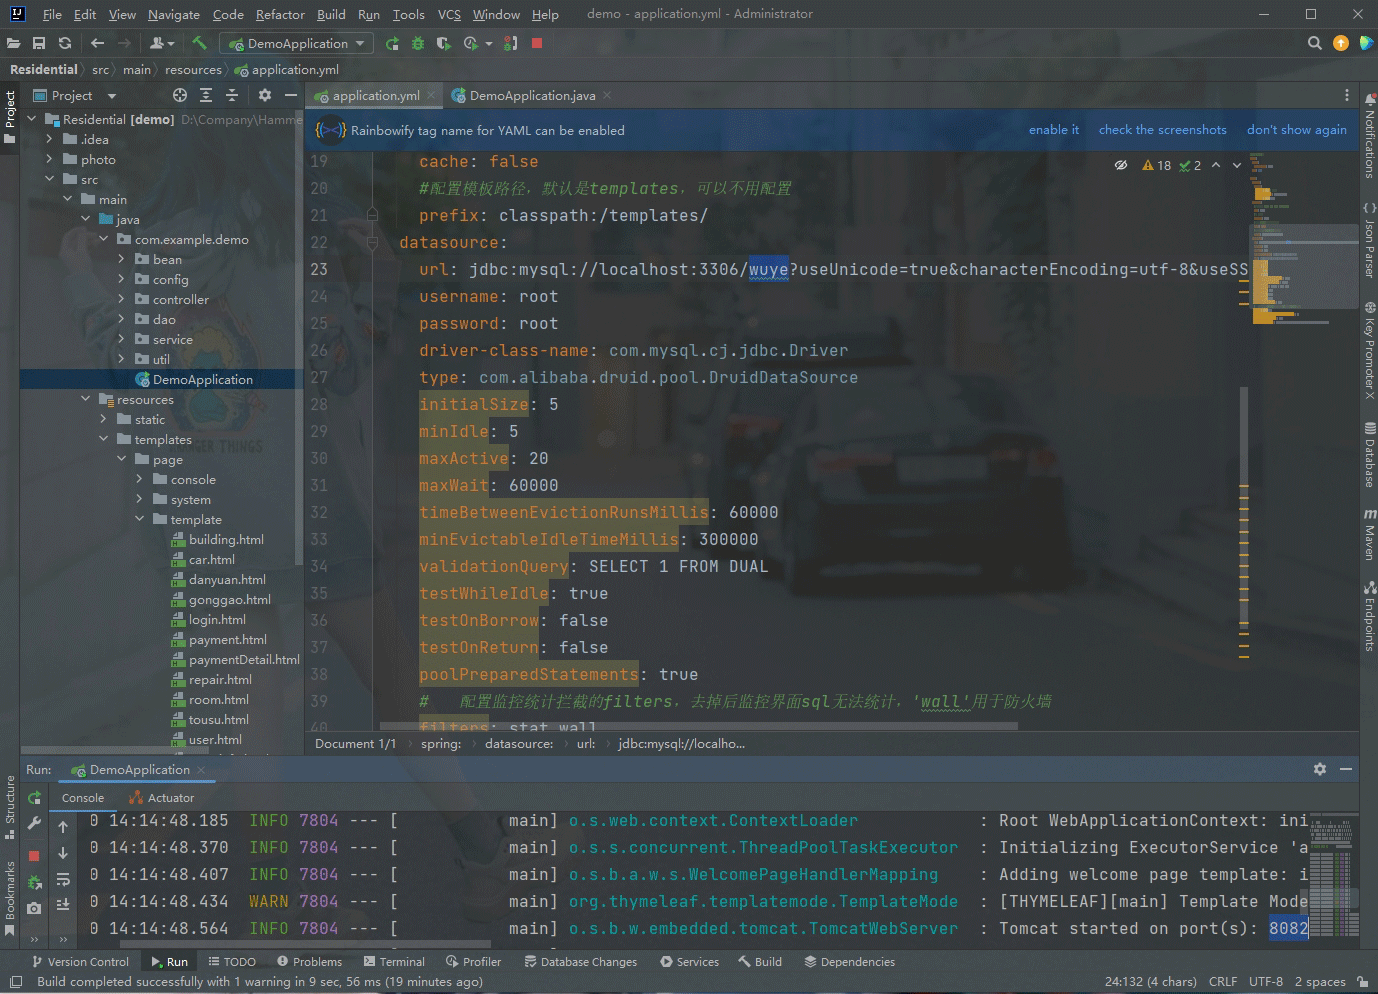 File Edit View Navigate Code Refactor Build Run Tools VCS Window Help demo - application.yml - Administrator
DemoApplication
Residential src main resources application.yml
Project
application.yml
DemoApplication.java
Residential [demo] D:\Company\Hamme
.idea
photo
src
main
java
com.example.demo
bean
config
controller
dao
service
util
DemoApplication
resources
static
templates
page
console
system
template
building.html
car.html
danyuan.html
gonggao.html
login.html
payment.html
paymentDetail.html
repair.html
room.html
tousu.html
user.html
Rainbowify tag name for YAML can be enabled enable it check the screenshots don't show again
18 2
19 cache: false
20 #配置模板路径，默认是templates，可以不用配置
21 prefix: classpath:/templates/
22 datasource:
23 url: jdbc:mysql://localhost:3306/wuye?useUnicode=true&characterEncoding=utf-8&useSS
24 username: root
25 password: root
26 driver-class-name: com.mysql.cj.jdbc.Driver
27 type: com.alibaba.druid.pool.DruidDataSource
28 initialSize: 5
29 minIdle: 5
30 maxActive: 20
31 maxWait: 60000
32 timeBetweenEvictionRunsMillis: 60000
33 minEvictableIdleTimeMillis: 300000
34 validationQuery: SELECT 1 FROM DUAL
35 testWhileIdle: true
36 testOnBorrow: false
37 testOnReturn: false
38 poolPreparedStatements: true
39 # 配置监控统计拦截的filters，去掉后监控界面sql无法统计，'wall'用于防火墙
40 filters: stat,wall
Document 1/1 spring: datasource: url: jdbc:mysql://localho...
Project
Structure
Bookmarks
Notifications
Json Parser
Key Promoter X
Database
Maven
Endpoints
Run: DemoApplication
Console Actuator
0 14:14:48.185 INFO 7804 --- [ main] o.s.web.context.ContextLoader : Root WebApplicationContext: ini
0 14:14:48.370 INFO 7804 --- [ main] o.s.s.concurrent.ThreadPoolTaskExecutor : Initializing ExecutorService 'a
0 14:14:48.407 INFO 7804 --- [ main] o.s.b.a.w.s.WelcomePageHandlerMapping : Adding welcome page template: i
0 14:14:48.434 WARN 7804 --- [ main] org.thymeleaf.templatemode.TemplateMode : [THYMELEAF][main] Template Mode
0 14:14:48.564 INFO 7804 --- [ main] o.s.b.w.embedded.tomcat.TomcatWebServer : Tomcat started on port(s): 8082
Version Control Run TODO Problems Terminal Profiler Database Changes Services Build Dependencies
Build completed successfully with 1 warning in 9 sec, 56 ms (19 minutes ago) 24:132 (4 chars) CRLF UTF-8 2 spaces